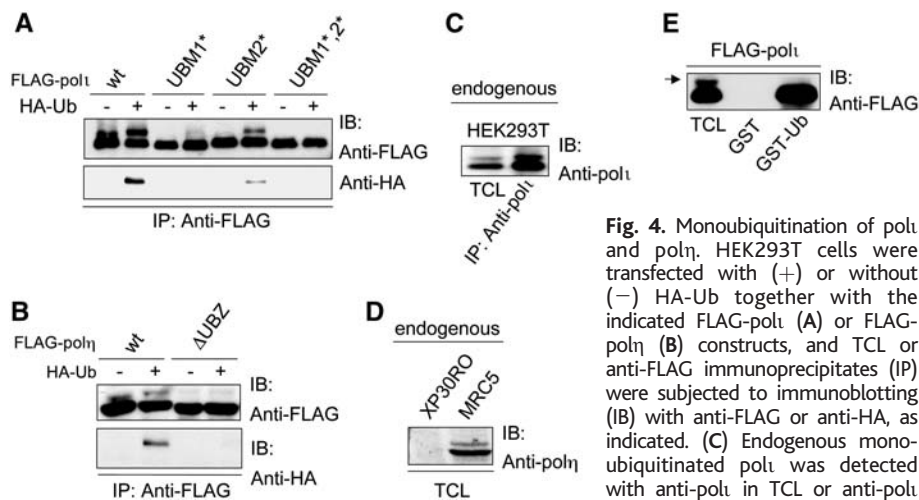 A
FLAG-polι wt UBM1* UBM2* UBM1*,2*
HA-Ub - + - + - + - +
IB:
Anti-FLAG
Anti-HA
IP: Anti-FLAG
B
FLAG-polη wt ΔUBZ
HA-Ub - + - +
IB:
Anti-FLAG
IB:
Anti-HA
IP: Anti-FLAG
C
endogenous
HEK293T
IB:
Anti-polι
TCL
IP: Anti-polι
D
endogenous
XP30RO MRC5
IB:
Anti-polη
TCL
E
FLAG-polι
IB:
Anti-FLAG
TCL GST GST-Ub
Fig. 4. Monoubiquitination of polι
and polη. HEK293T cells were
transfected with (+) or without
(−) HA-Ub together with the
indicated FLAG-polι (A) or FLAG-
polη (B) constructs, and TCL or
anti-FLAG immunoprecipitates (IP)
were subjected to immunoblotting
(IB) with anti-FLAG or anti-HA, as
indicated. (C) Endogenous mono-
ubiquitinated polι was detected
with anti-polι in TCL or anti-polι